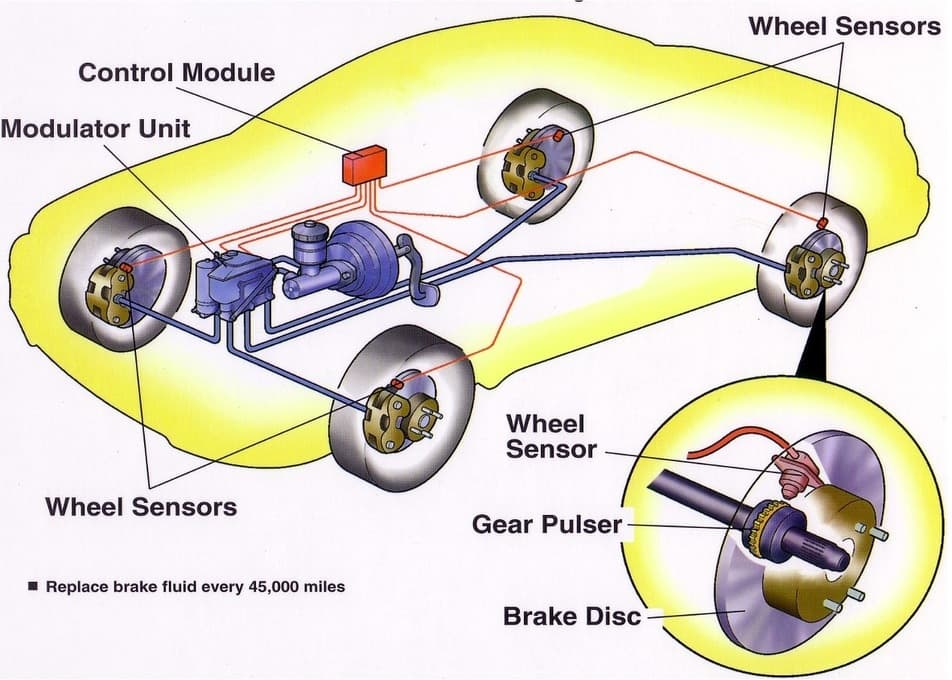 Wheel Sensors
Control Module
Modulator Unit
Wheel
Sensor
Wheel Sensors
Gear Pulser
■ Replace brake fluid every 45,000 miles
Brake Disc